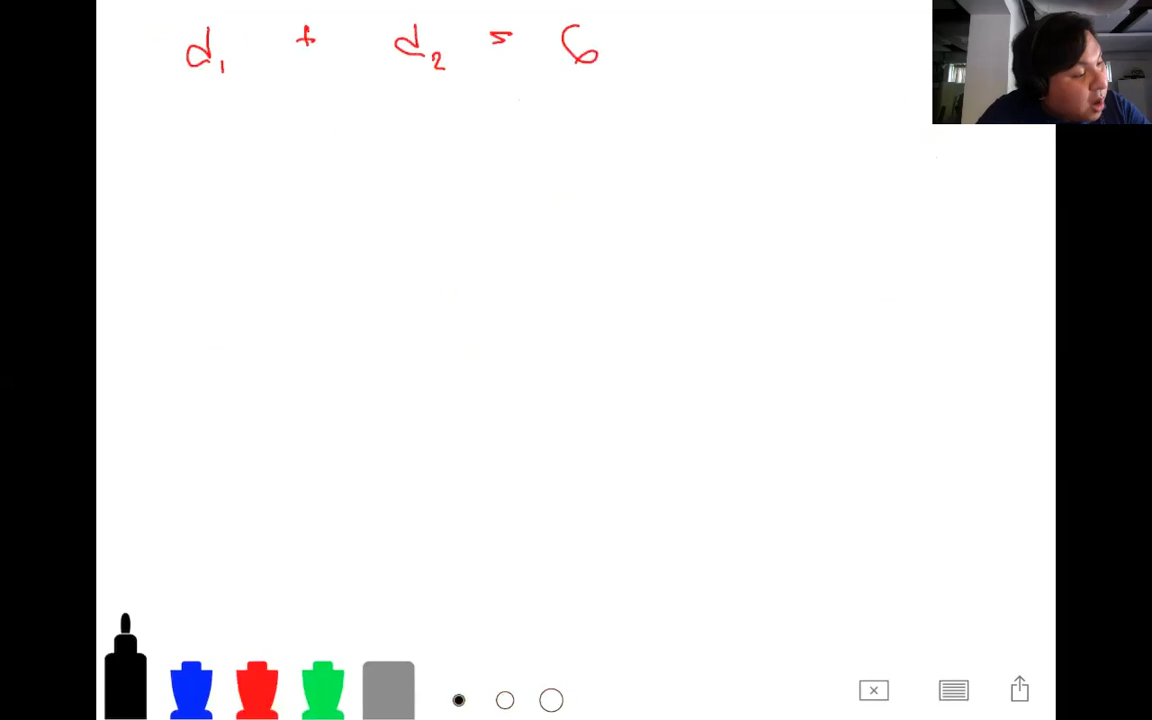 d₁ + d₂ = 6